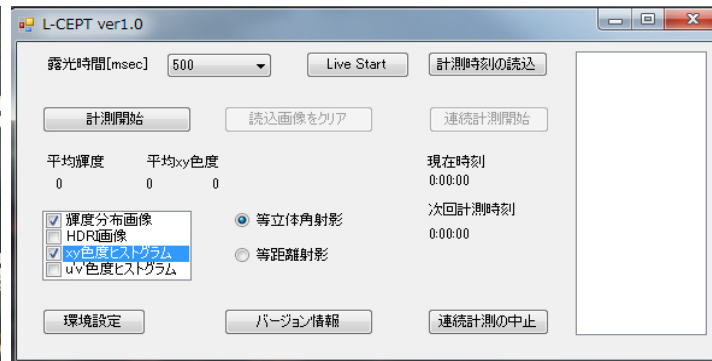 L-CEPT ver1.0
露光時間[msec] 500 Live Start 計測時刻の読込
計測開始 読込画像をクリア 連続計測開始
平均輝度 平均xy色度 現在時刻
0 0 0 0:00:00
次回計測時刻
0:00:00
輝度分布画像
HDRI画像
xy色度ヒストグラム
u'v'色度ヒストグラム
等立体角射影
等距離射影
環境設定 バージョン情報 連続計測の中止